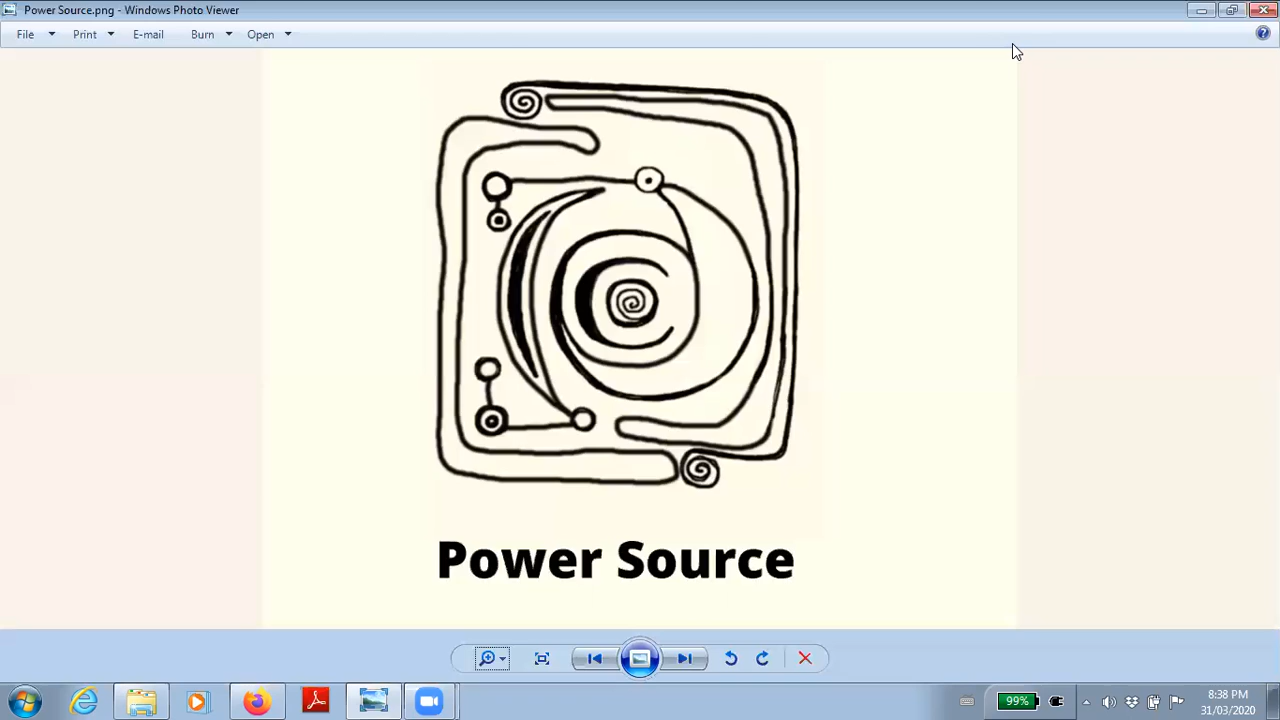 Power Source.png - Windows Photo Viewer
File Print E-mail Burn Open
Power Source
99%
8:38 PM
31/03/2020